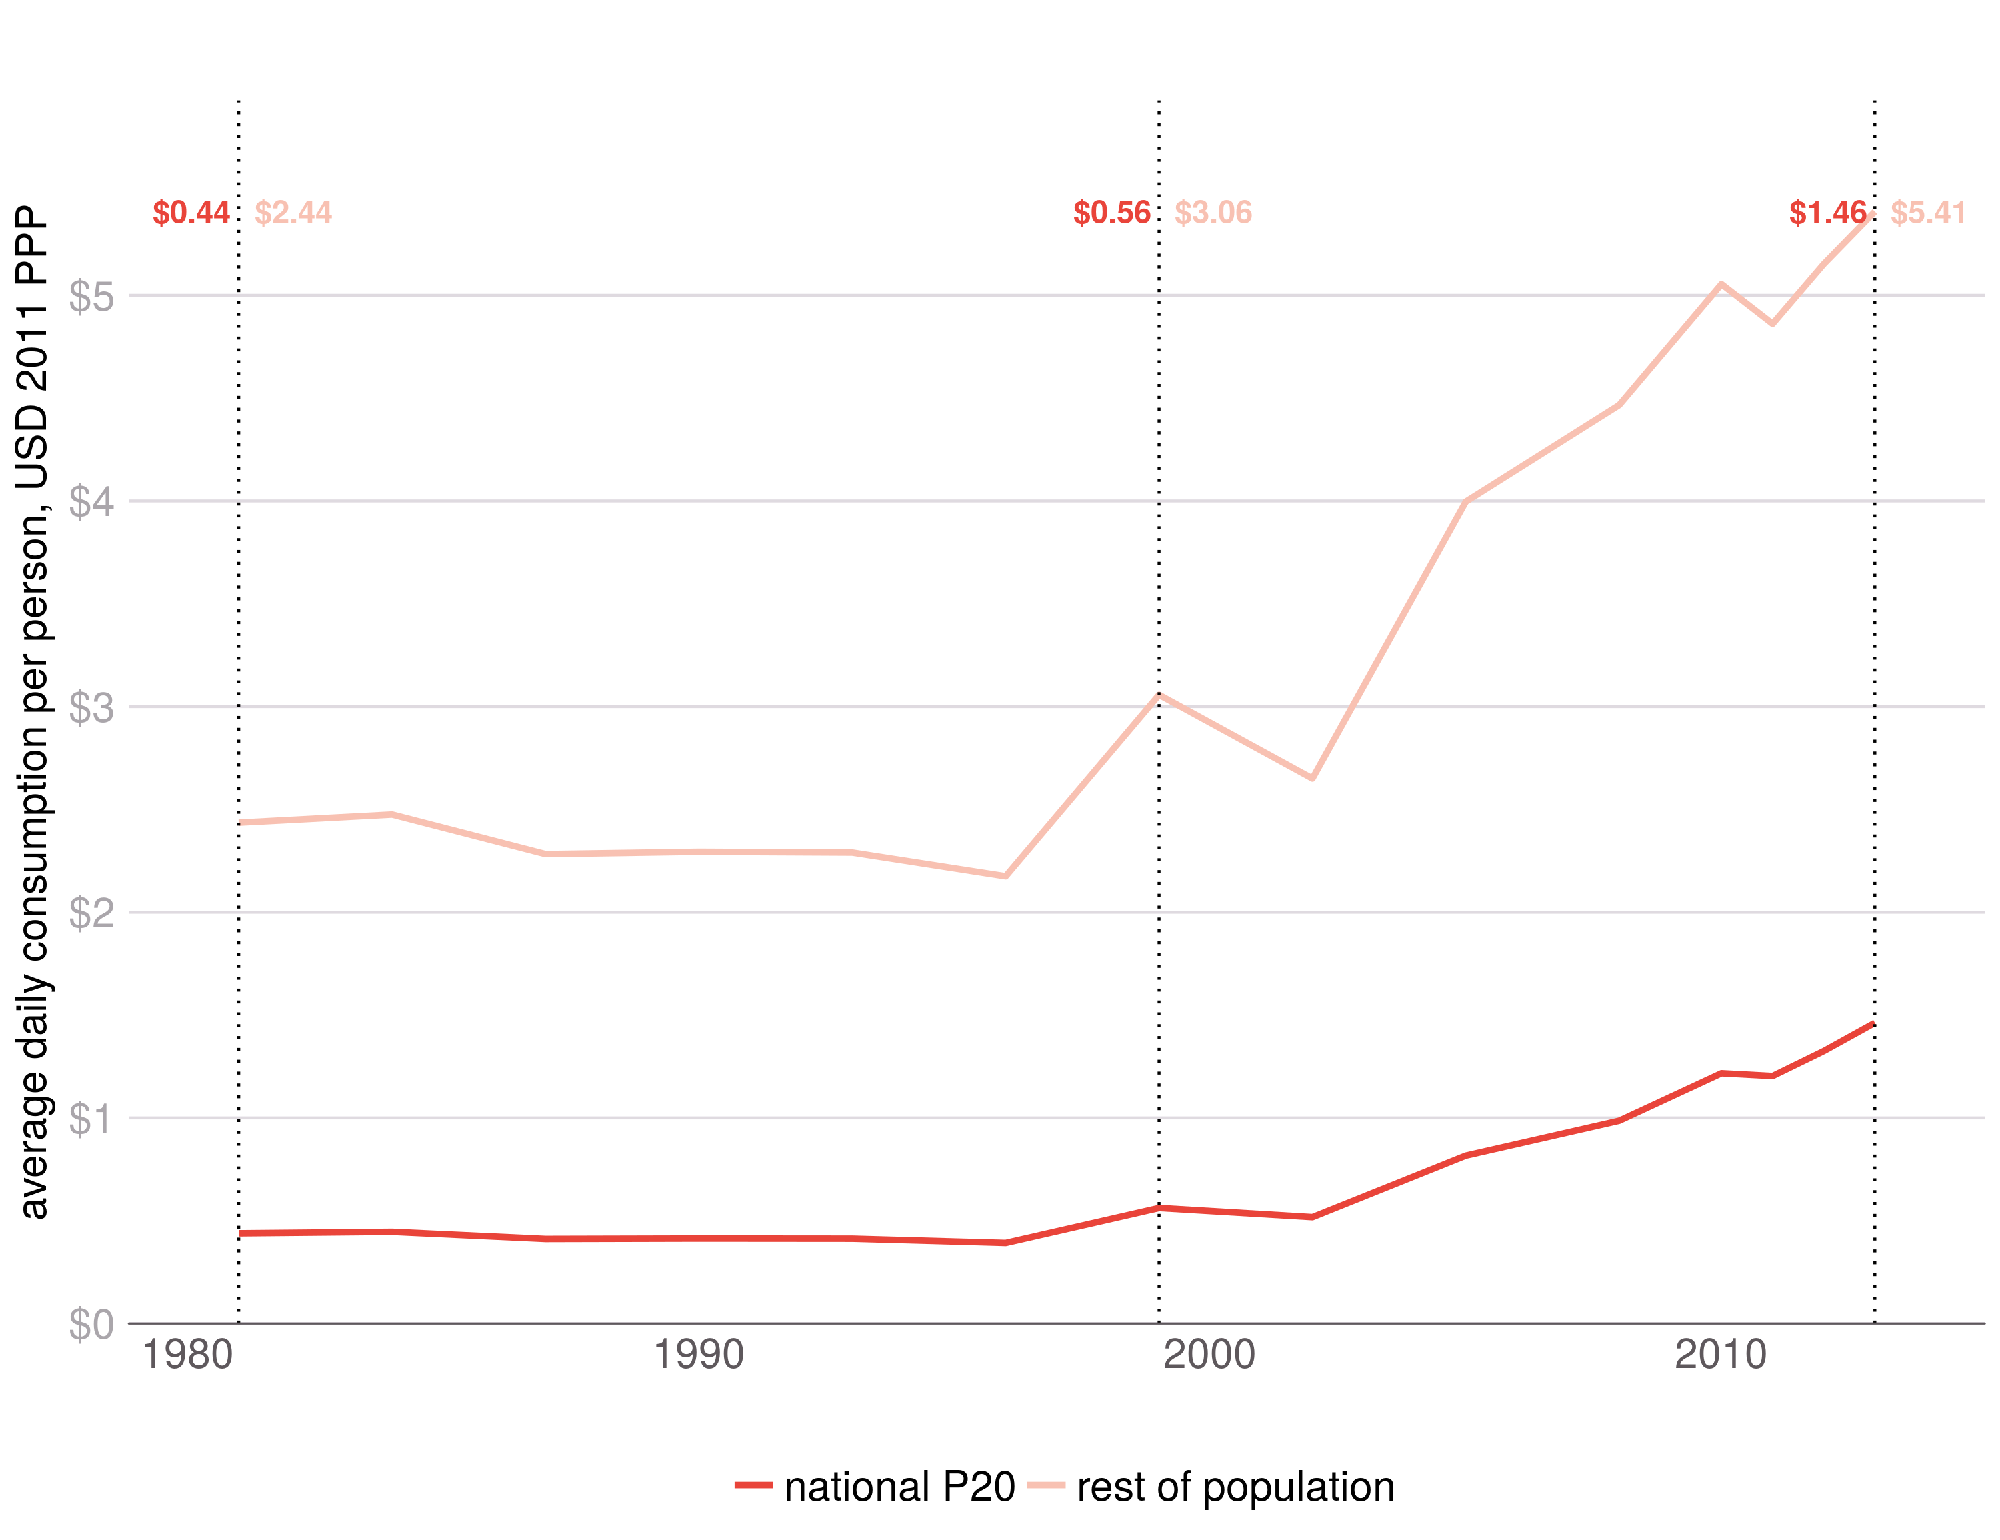 average daily consumption per person, USD 2011 PPP
$0.44 $2.44 $0.56 $3.06 $1.46 $5.41
$5
$4
$3
$2
$1
$0
1980 1990 2000 2010
national P20 rest of population